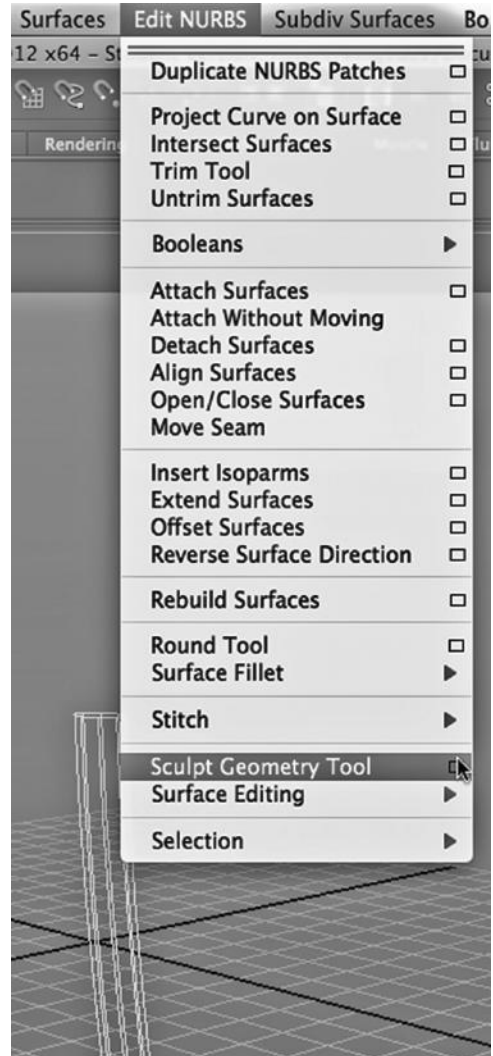 Surfaces Edit NURBS Subdiv Surfaces Bo
12 x64 – St
Duplicate NURBS Patches
Project Curve on Surface
Intersect Surfaces
Rendering
Trim Tool
Untrim Surfaces
Booleans
Attach Surfaces
Attach Without Moving
Detach Surfaces
Align Surfaces
Open/Close Surfaces
Move Seam
Insert Isoparms
Extend Surfaces
Offset Surfaces
Reverse Surface Direction
Rebuild Surfaces
Round Tool
Surface Fillet
Stitch
Sculpt Geometry Tool
Surface Editing
Selection